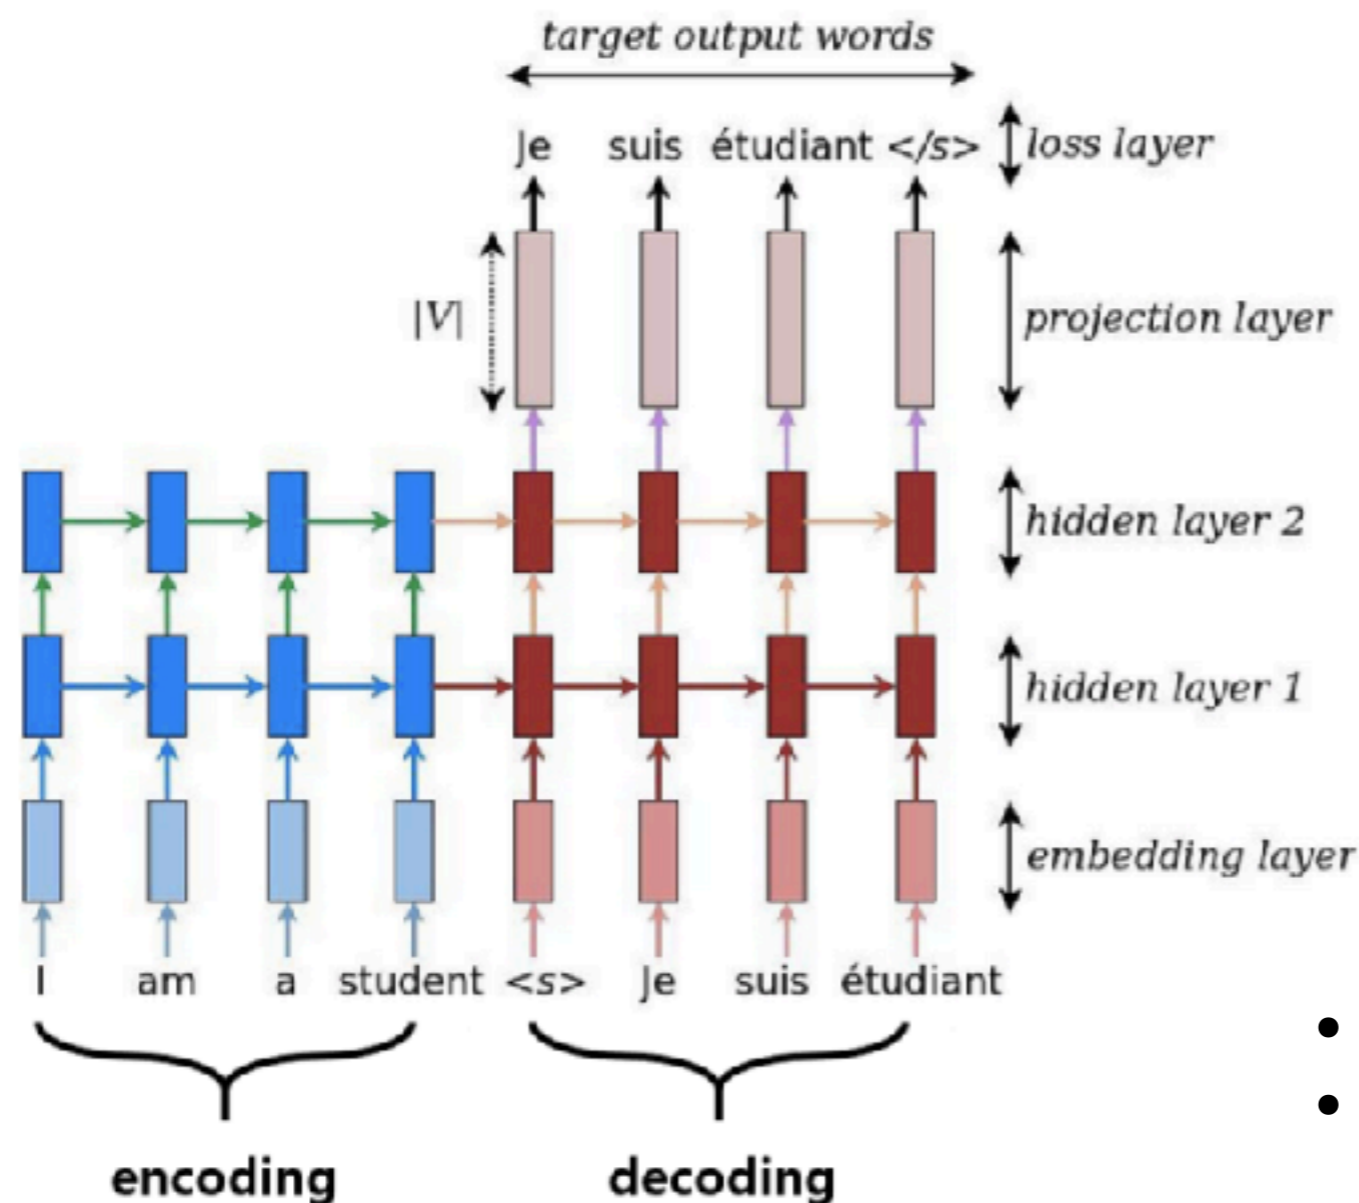 target output words
Je suis étudiant </s> loss layer
|V| projection layer
hidden layer 2
hidden layer 1
embedding layer
I am a student <s> Je suis étudiant
encoding decoding